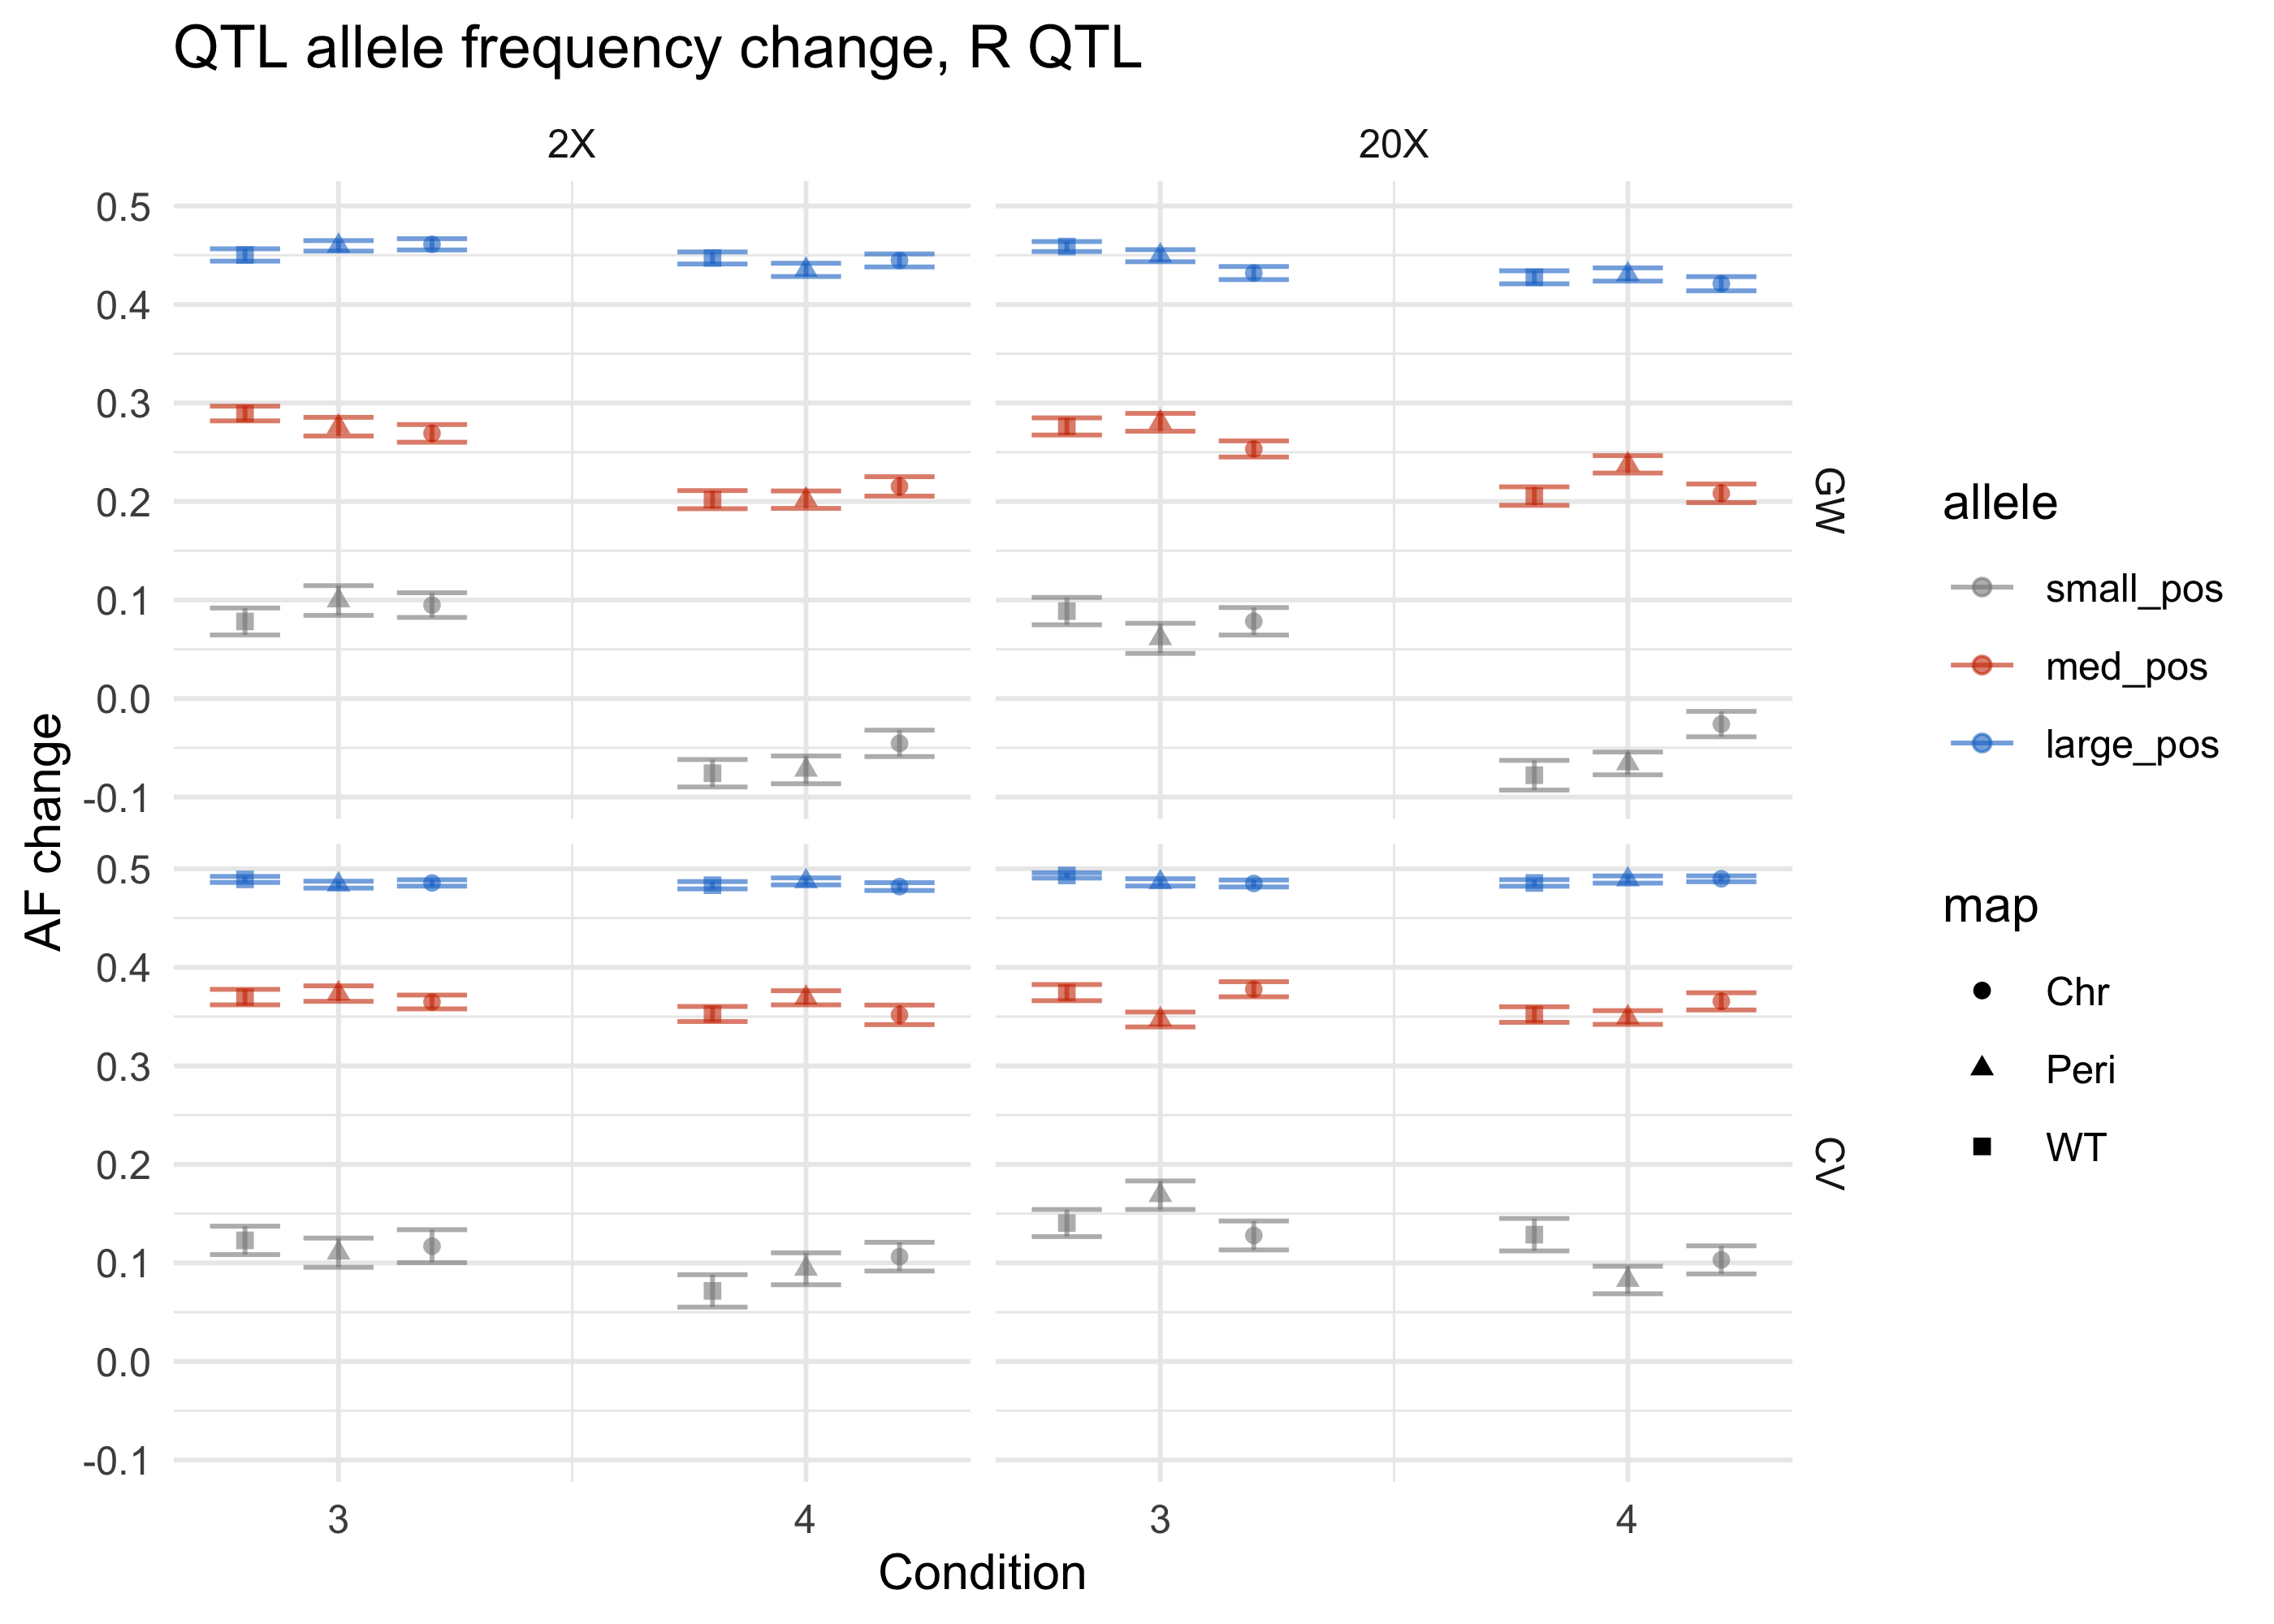 QTL allele frequency change, R QTL
2X
20X
0.5
0.4
0.3
0.2
0.1
0.0
-0.1
GW
0.5
0.4
0.3
0.2
0.1
0.0
-0.1
CV
AF change
3
4
3
4
Condition
allele
small_pos
med_pos
large_pos
map
Chr
Peri
WT